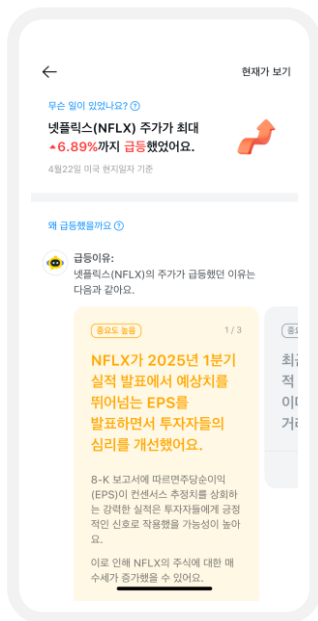 현재가 보기
무슨 일이 있었나요?
넷플릭스(NFLX) 주가가 최대
6.89%까지 급등했었어요.
4월22일 미국 현지일자 기준
왜 급등했을까요
급등이유:
넷플릭스(NFLX)의 주가가 급등했던 이유는
다음과 같아요.
중요도 높음
1 / 3
NFLX가 2025년 1분기
실적 발표에서 예상치를
뛰어넘는 EPS를
발표하면서 투자자들의
심리를 개선했어요.
8-K 보고서에 따르면주당순이익
(EPS)이 컨센서스 추정치를 상회하
는 강력한 실적은 투자자들에게 긍정
적인 신호로 작용했을 가능성이 높아
요.
이로 인해 NFLX의 주식에 대한 매
수세가 증가했을 수 있어요.
최근
적